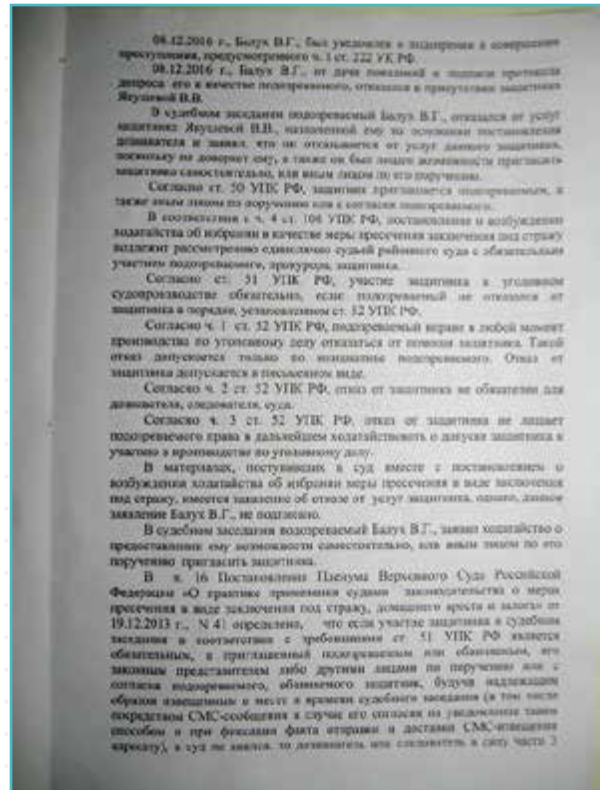 08.12.2016 г., Балух В.Г., был уведомлен о подозрении в совершении
преступления, предусмотренного ч. 1 ст. 222 УК РФ.
08.12.2016 г., Балух В.Г., от дачи показаний и подписи протокола
допроса его в качестве подозреваемого, отказался в присутствии защитника
Якушевой В.В.
В судебном заседании подозреваемый Балух В.Г., отказался от услуг
защитника Якушевой В.В., назначенной ему на основании постановления
дознавателя и заявил, что он отказывается от услуг данного защитника,
поскольку не доверяет ему, а также он был лишен возможности пригласить
защитника самостоятельно, или иным лицом по его поручению.
Согласно ст. 50 УПК РФ, защитник приглашается подозреваемым, а
также иным лицом по поручению или с согласия подозреваемого.
В соответствии с ч. 4 ст. 108 УПК РФ, постановление о возбуждении
ходатайства об избрании в качестве меры пресечения заключения под стражу
подлежит рассмотрению единолично судьей районного суда с обязательным
участием подозреваемого, прокурора, защитника.
Согласно ст. 51 УПК РФ, участие защитника в уголовном
судопроизводстве обязательно, если подозреваемый не отказался от
защитника в порядке, установленном ст. 52 УПК РФ.
Согласно ч. 1 ст. 52 УПК РФ, подозреваемый вправе в любой момент
производства по уголовному делу отказаться от помощи защитника. Такой
отказ допускается только по инициативе подозреваемого. Отказ от
защитника допускается в письменном виде.
Согласно ч. 2 ст. 52 УПК РФ, отказ от защитника не обязателен для
дознавателя, следователя, суда.
Согласно ч. 3 ст. 52 УПК РФ, отказ от защитника не лишает
подозреваемого права в дальнейшем ходатайствовать о допуске защитника к
участию в производстве по уголовному делу.
В материалах, поступивших в суд вместе с постановлением о
возбуждении ходатайства об избрании меры пресечения в виде заключения
под стражу, имеется заявление об отказе от услуг защитника, однако, данное
заявление Балух В.Г., не подписано.
В судебном заседании подозреваемый Балух В.Г., заявил ходатайство о
предоставлении ему возможности самостоятельно, или иным лицом по его
поручению пригласить защитника.
В п. 16 Постановления Пленума Верховного Суда Российской
Федерации «О практике применения судами законодательства о мерах
пресечения в виде заключения под стражу, домашнего ареста и залога» от
19.12.2013 г., N 41 определено, что если участие защитника в судебном
заседании в соответствии с требованиями ст. 51 УПК РФ является
обязательным, а приглашенный подозреваемым или обвиняемым, его
законным представителем либо другими лицами по поручению или с
согласия подозреваемого, обвиняемого защитник, будучи надлежащим
образом извещенным о месте и времени судебного заседания (в том числе
посредством СМС-сообщения в случае его согласия на уведомление таким
способом и при фиксации факта отправки и доставки СМС-извещения
адресату), в суд не явился, то дознаватель или следователь в силу части 3